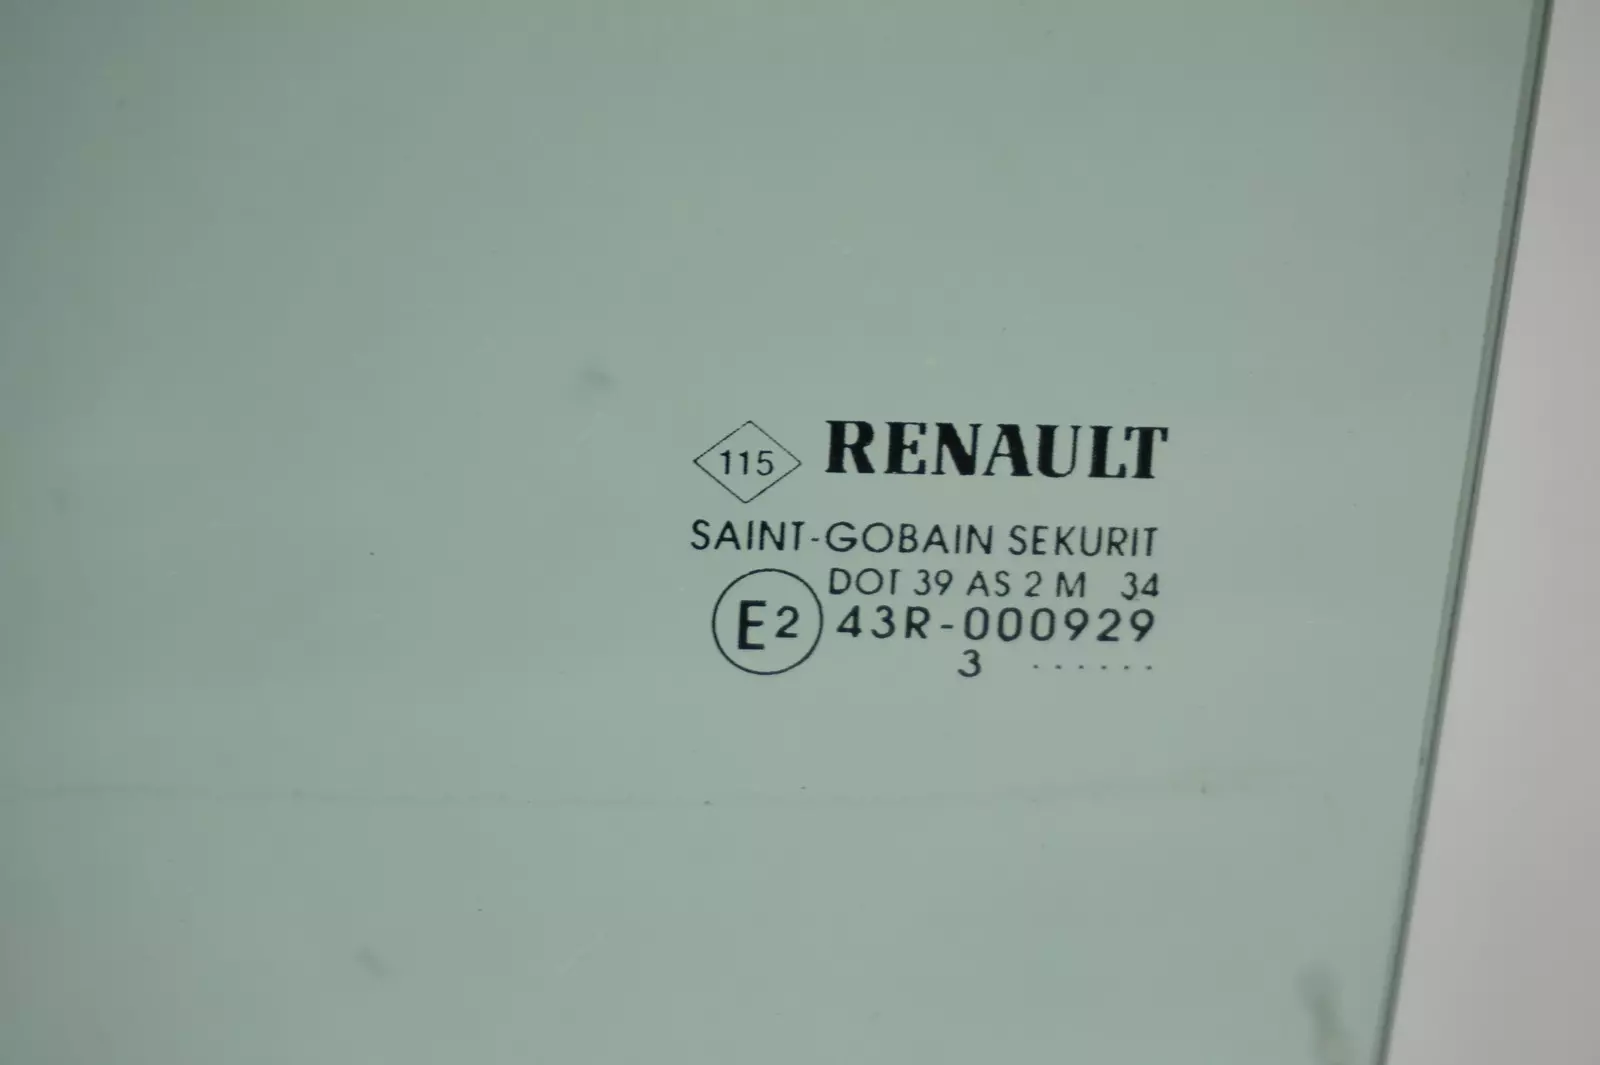 115 RENAULT
SAINT-GOBAIN SEKURIT
DOT 39 AS 2 M 34
E2 43R-000929
3 ......